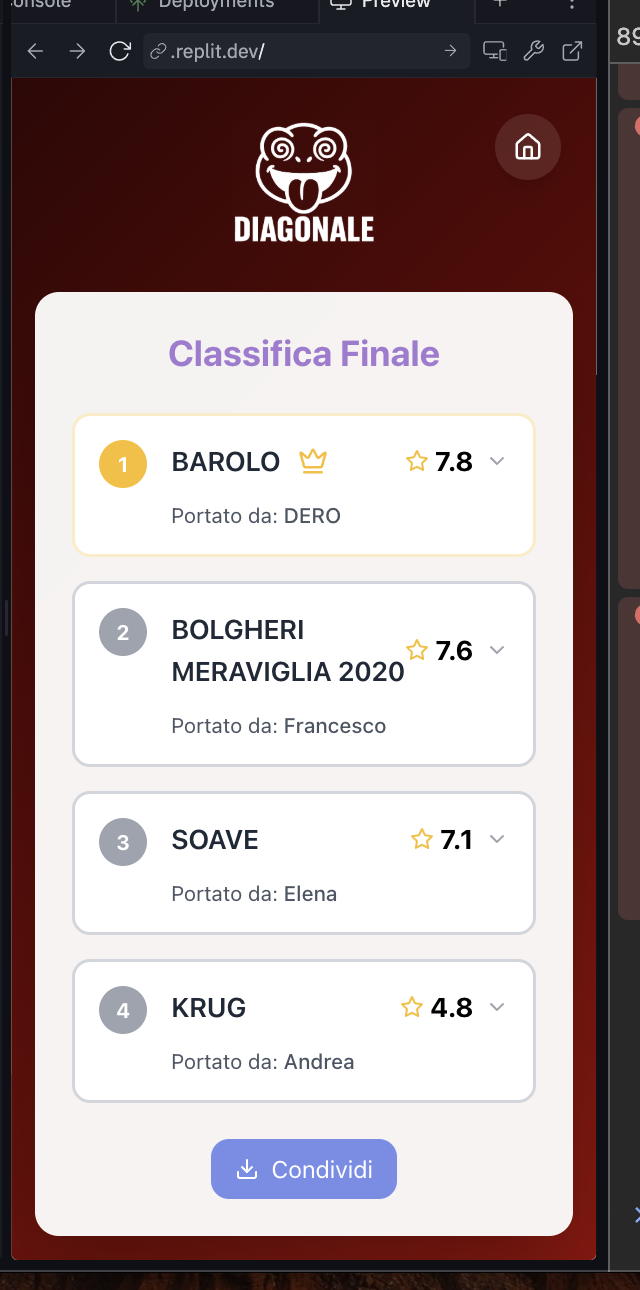 Deployments
Preview
.replit.dev/
89
DIAGONALE
Classifica Finale
1 BAROLO 7.8
Portato da: DERO
2 BOLGHERI
MERAVIGLIA 2020 7.6
Portato da: Francesco
3 SOAVE 7.1
Portato da: Elena
4 KRUG 4.8
Portato da: Andrea
Condividi